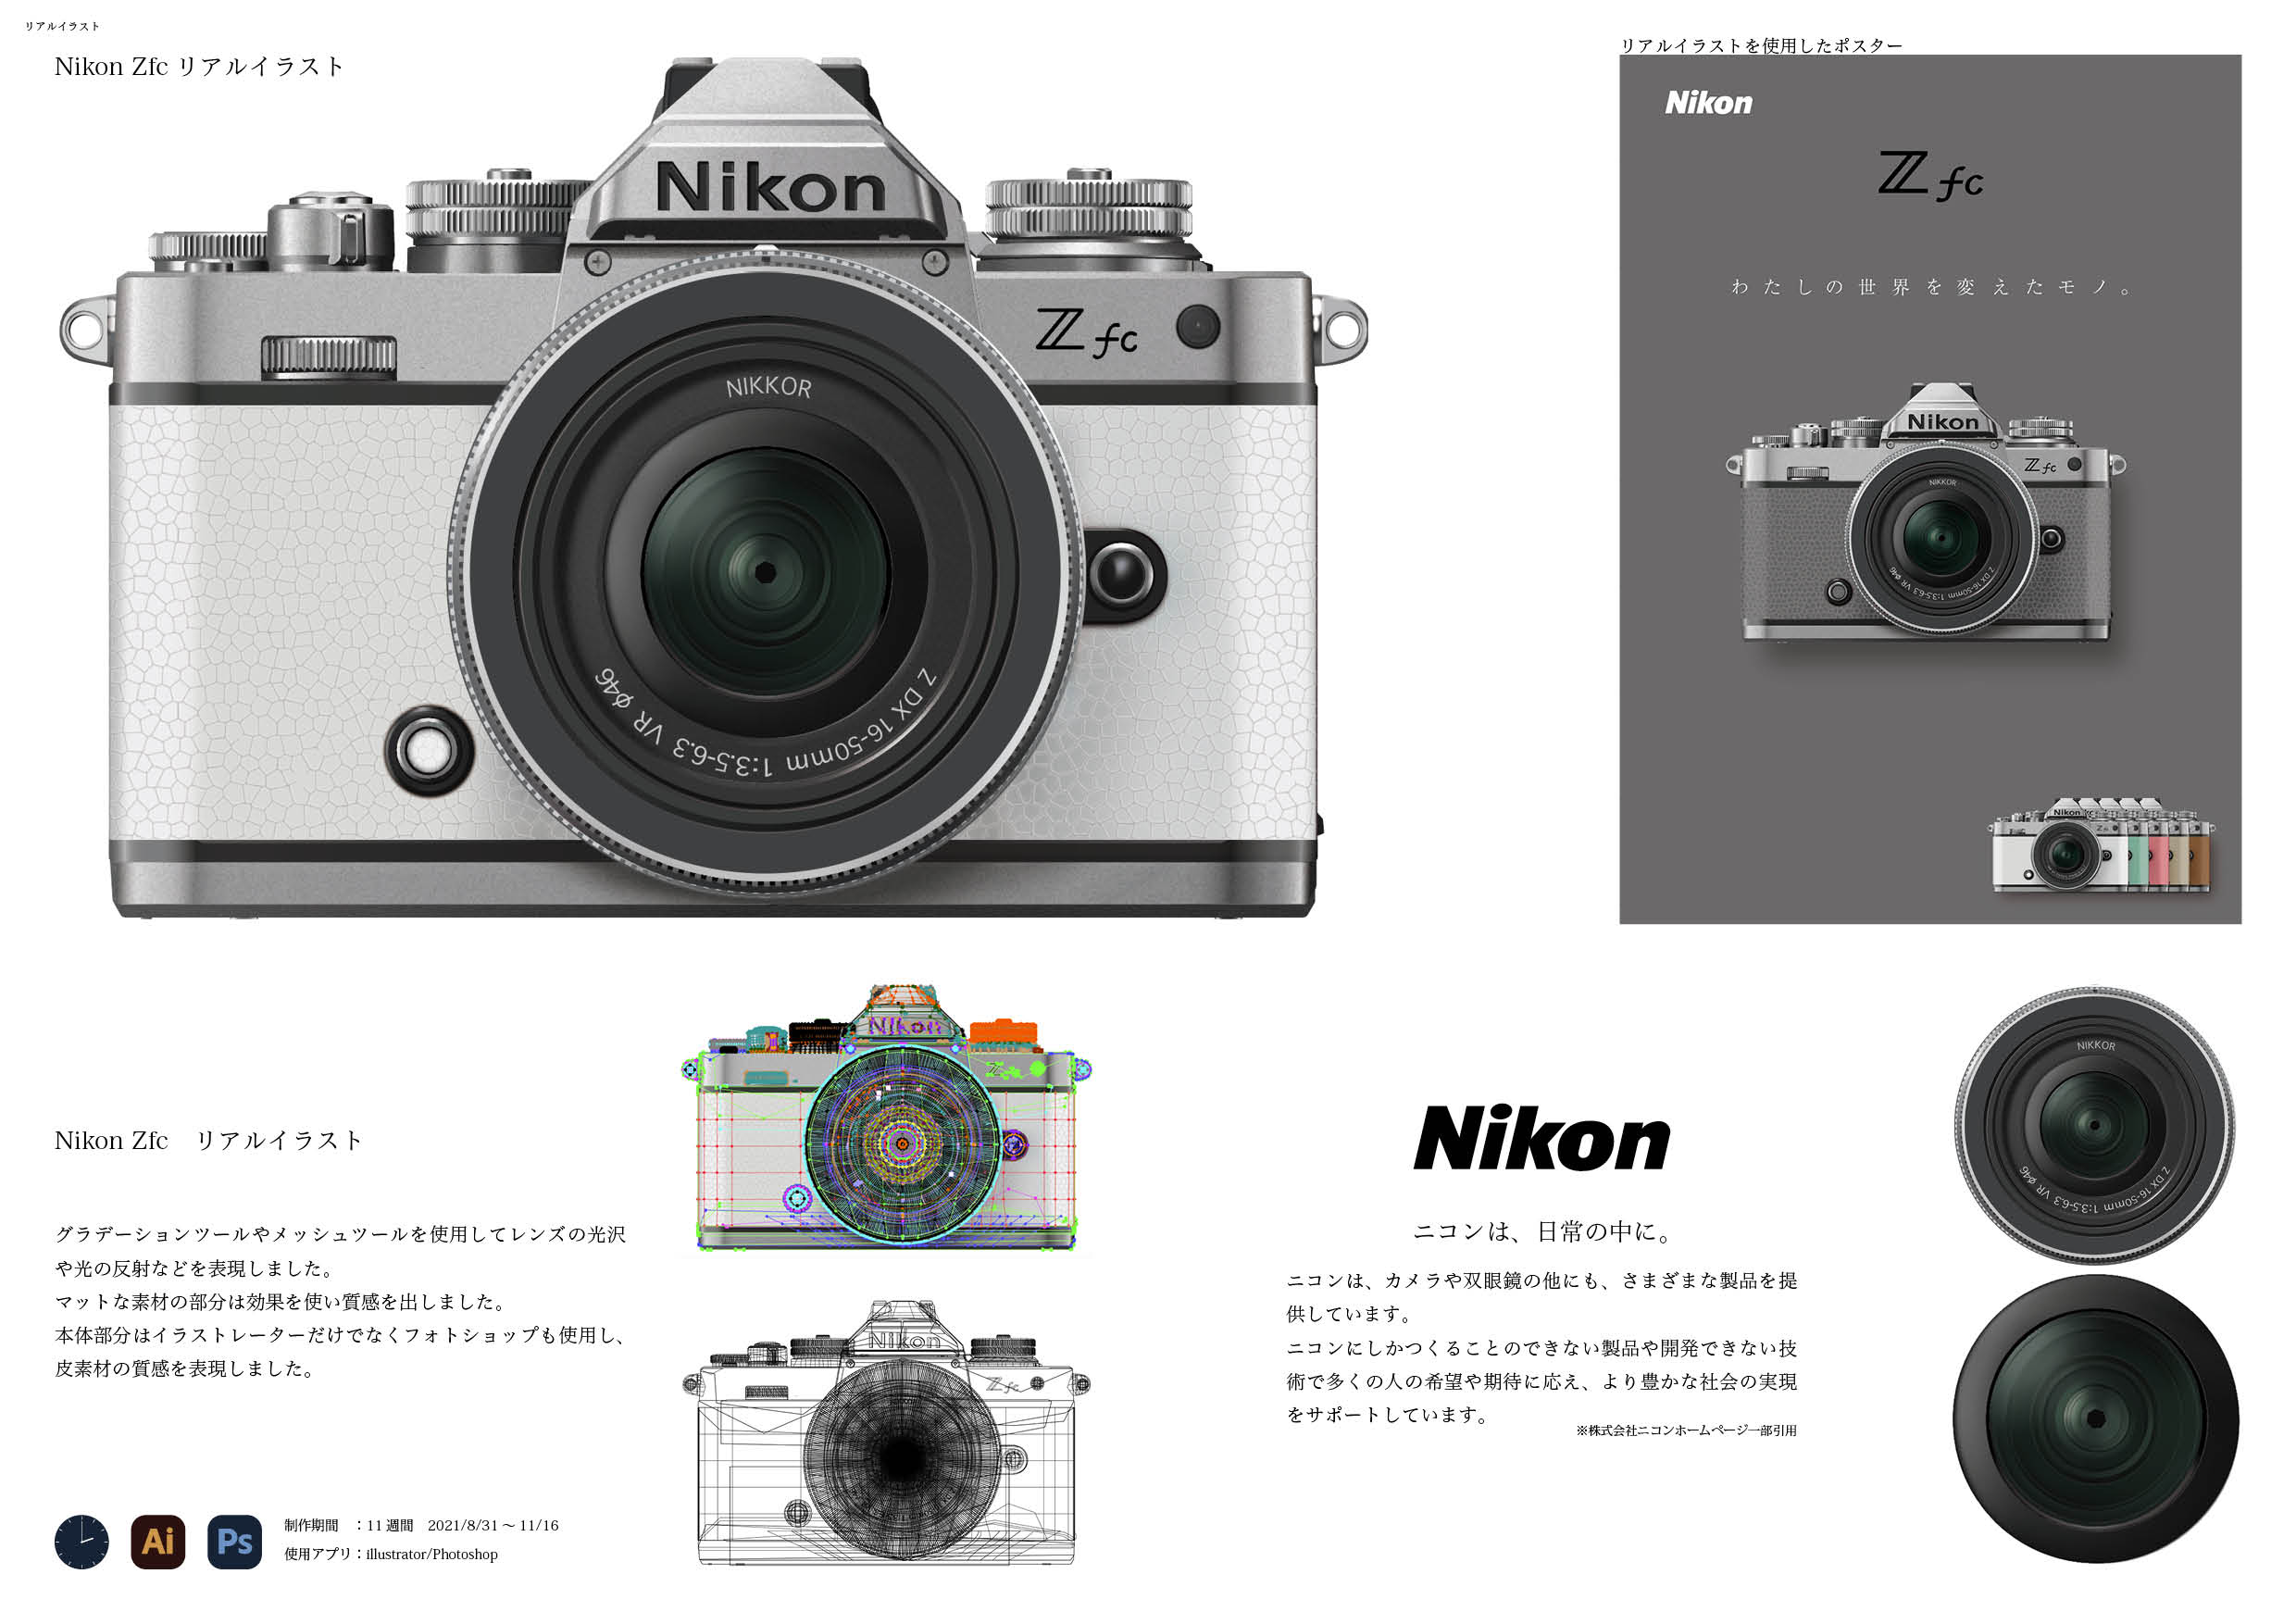 リアルイラスト
Nikon Zfc リアルイラスト
Nikon
Z fc
NIKKOR
Z DX 16-50mm 1:3.5-6.3 VR ø46
リアルイラストを使用したポスター
Nikon
Z fc
わたしの世界を変えたモノ。
Nikon
Z fc
NIKKOR
Z DX 16-50mm 1:3.5-6.3 VR ø46
Nikon
Nikon Zfc　リアルイラスト
グラデーションツールやメッシュツールを使用してレンズの光沢
や光の反射などを表現しました。
マットな素材の部分は効果を使い質感を出しました。
本体部分はイラストレーターだけでなくフォトショップも使用し、
皮素材の質感を表現しました。
Ai
Ps
制作期間　：11 週間　2021/8/31 〜 11/16
使用アプリ：illustrator/Photoshop
Nikon
Z fc
Nikon
Z fc
Nikon
ニコンは、日常の中に。
ニコンは、カメラや双眼鏡の他にも、さまざまな製品を提
供しています。
ニコンにしかつくることのできない製品や開発できない技
術で多くの人の希望や期待に応え、より豊かな社会の実現
をサポートしています。
※株式会社ニコンホームページ一部引用
NIKKOR
Z DX 16-50mm 1:3.5-6.3 VR ø46